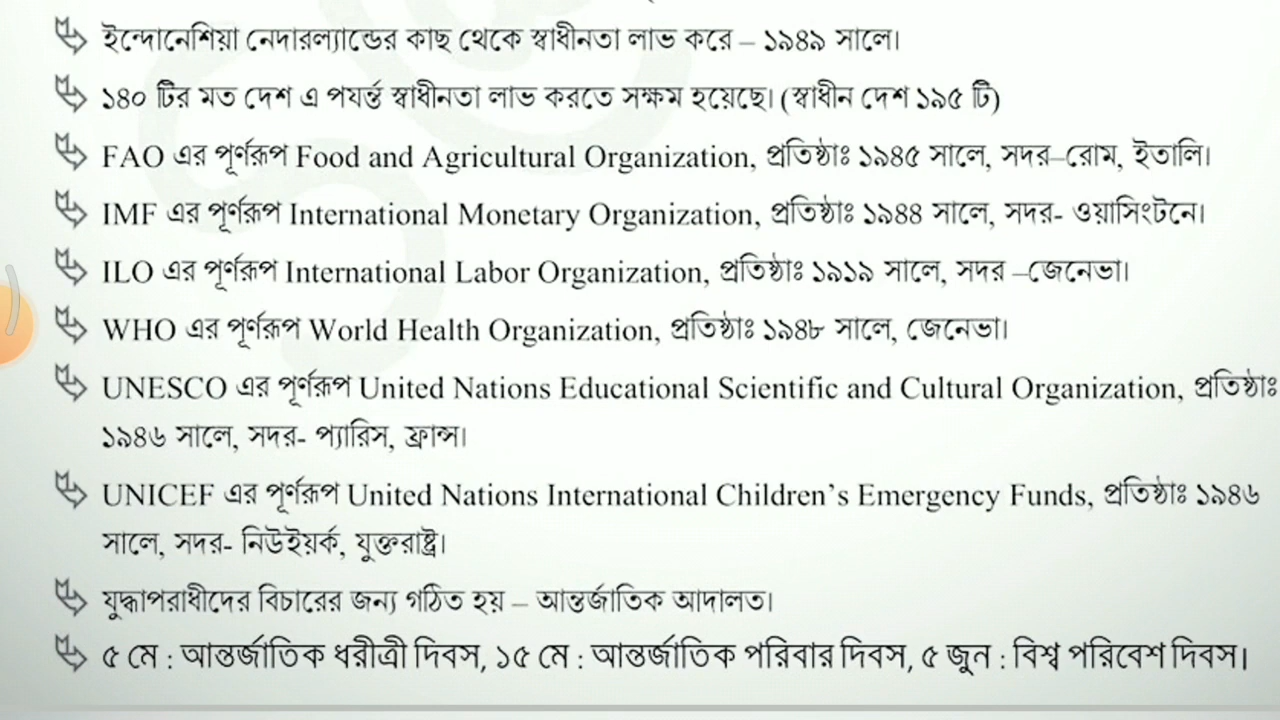 ইন্দোনেশিয়া নেদারল্যান্ডের কাছ থেকে স্বাধীনতা লাভ করে – ১৯৪৯ সালে।
১৪০ টির মত দেশ এ পযর্ন্ত স্বাধীনতা লাভ করতে সক্ষম হয়েছে। (স্বাধীন দেশ ১৯৫ টি)
FAO এর পূর্ণরূপ Food and Agricultural Organization, প্রতিষ্ঠাঃ ১৯৪৫ সালে, সদর–রোম, ইতালি।
IMF এর পূর্ণরূপ International Monetary Organization, প্রতিষ্ঠাঃ ১৯৪৪ সালে, সদর- ওয়াসিংটনে।
ILO এর পূর্ণরূপ International Labor Organization, প্রতিষ্ঠাঃ ১৯১৯ সালে, সদর –জেনেভা।
WHO এর পূর্ণরূপ World Health Organization, প্রতিষ্ঠাঃ ১৯৪৮ সালে, জেনেভা।
UNESCO এর পূর্ণরূপ United Nations Educational Scientific and Cultural Organization, প্রতিষ্ঠাঃ
১৯৪৬ সালে, সদর- প্যারিস, ফ্রান্স।
UNICEF এর পূর্ণরূপ United Nations International Children’s Emergency Funds, প্রতিষ্ঠাঃ ১৯৪৬
সালে, সদর- নিউইয়র্ক, যুক্তরাষ্ট্র।
যুদ্ধাপরাধীদের বিচারের জন্য গঠিত হয় – আন্তর্জাতিক আদালত।
৫ মে : আন্তর্জাতিক ধরীত্রী দিবস, ১৫ মে : আন্তর্জাতিক পরিবার দিবস, ৫ জুন : বিশ্ব পরিবেশ দিবস।